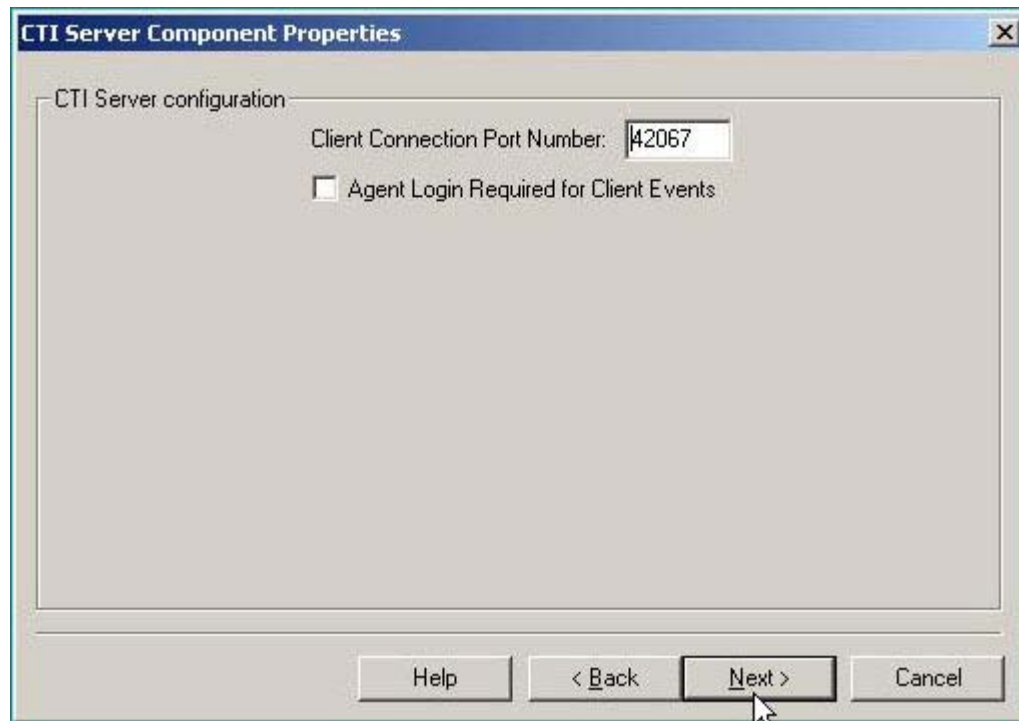 CTI Server Component Properties
CTI Server configuration
Client Connection Port Number: 42067
Agent Login Required for Client Events
Help < Back Next > Cancel